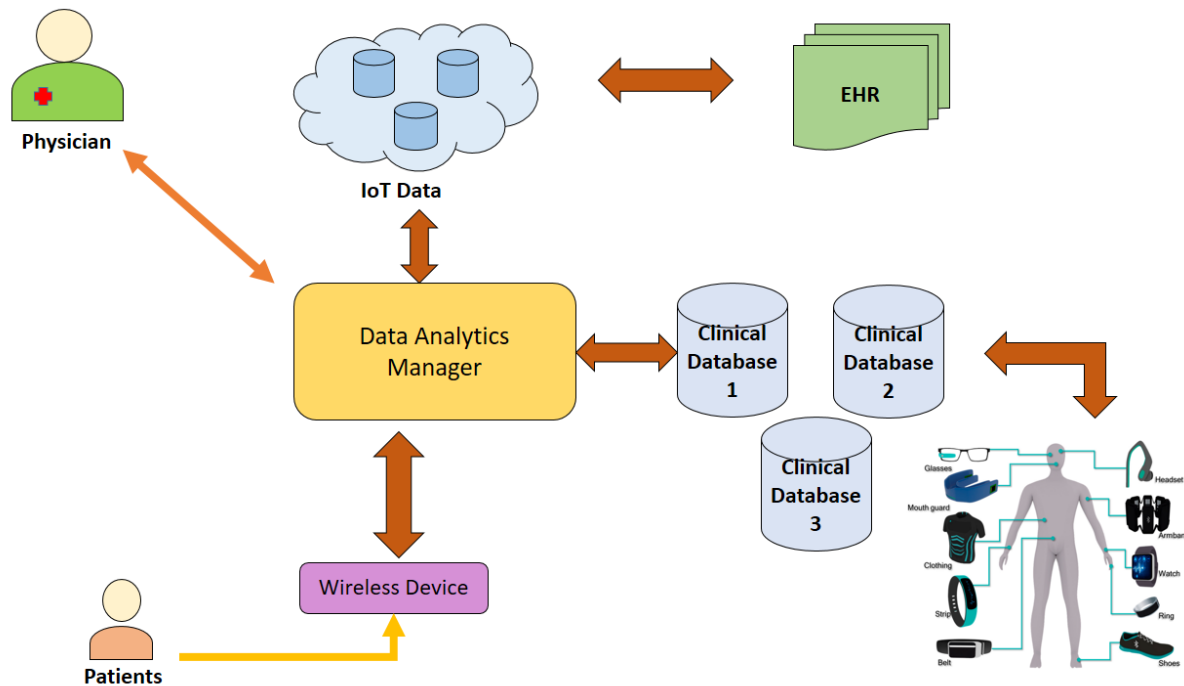 EHR
Physician
IoT Data
Data Analytics
Manager
Clinical
Database
1
Clinical
Database
2
Clinical
Database
3
Glasses
Headset
Mouth guard
Armban
Clothing
Watch
Strip
Ring
Belt
Shoes
Wireless Device
Patients